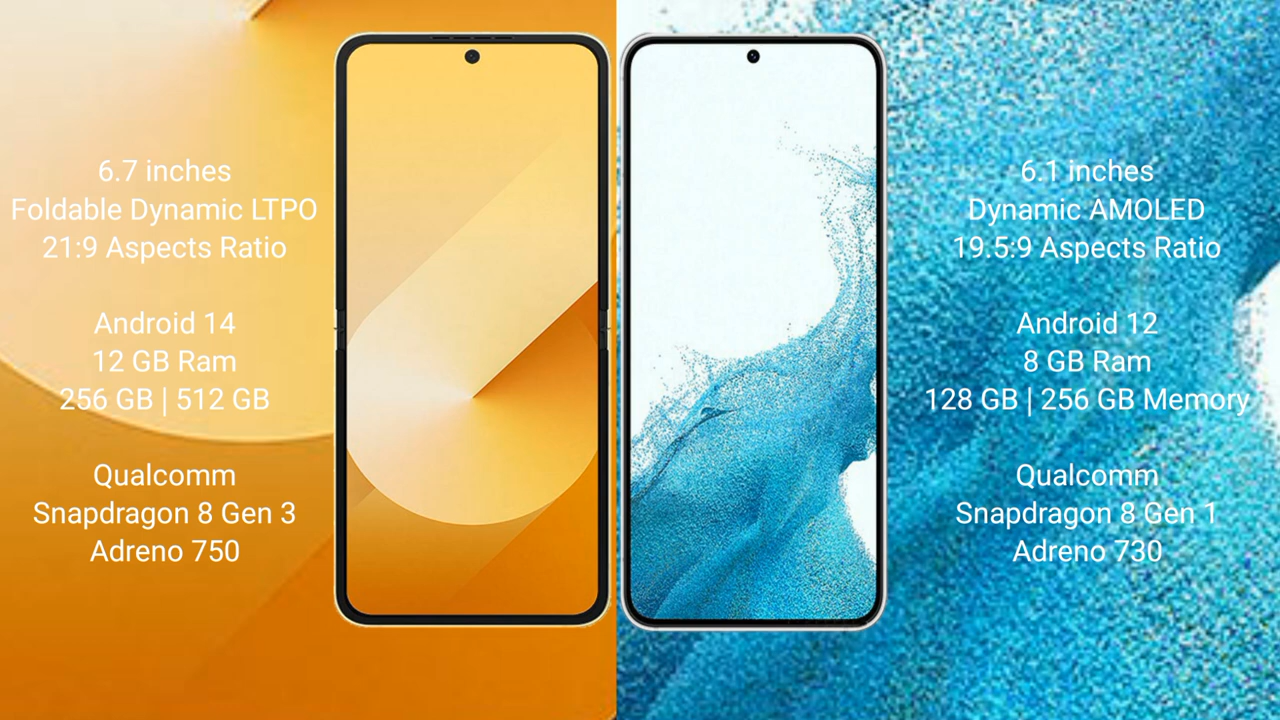 6.7 inches
Foldable Dynamic LTPO
21:9 Aspects Ratio
Android 14
12 GB Ram
256 GB | 512 GB
Qualcomm
Snapdragon 8 Gen 3
Adreno 750
6.1 inches
Dynamic AMOLED
19.5:9 Aspects Ratio
Android 12
8 GB Ram
128 GB | 256 GB Memory
Qualcomm
Snapdragon 8 Gen 1
Adreno 730